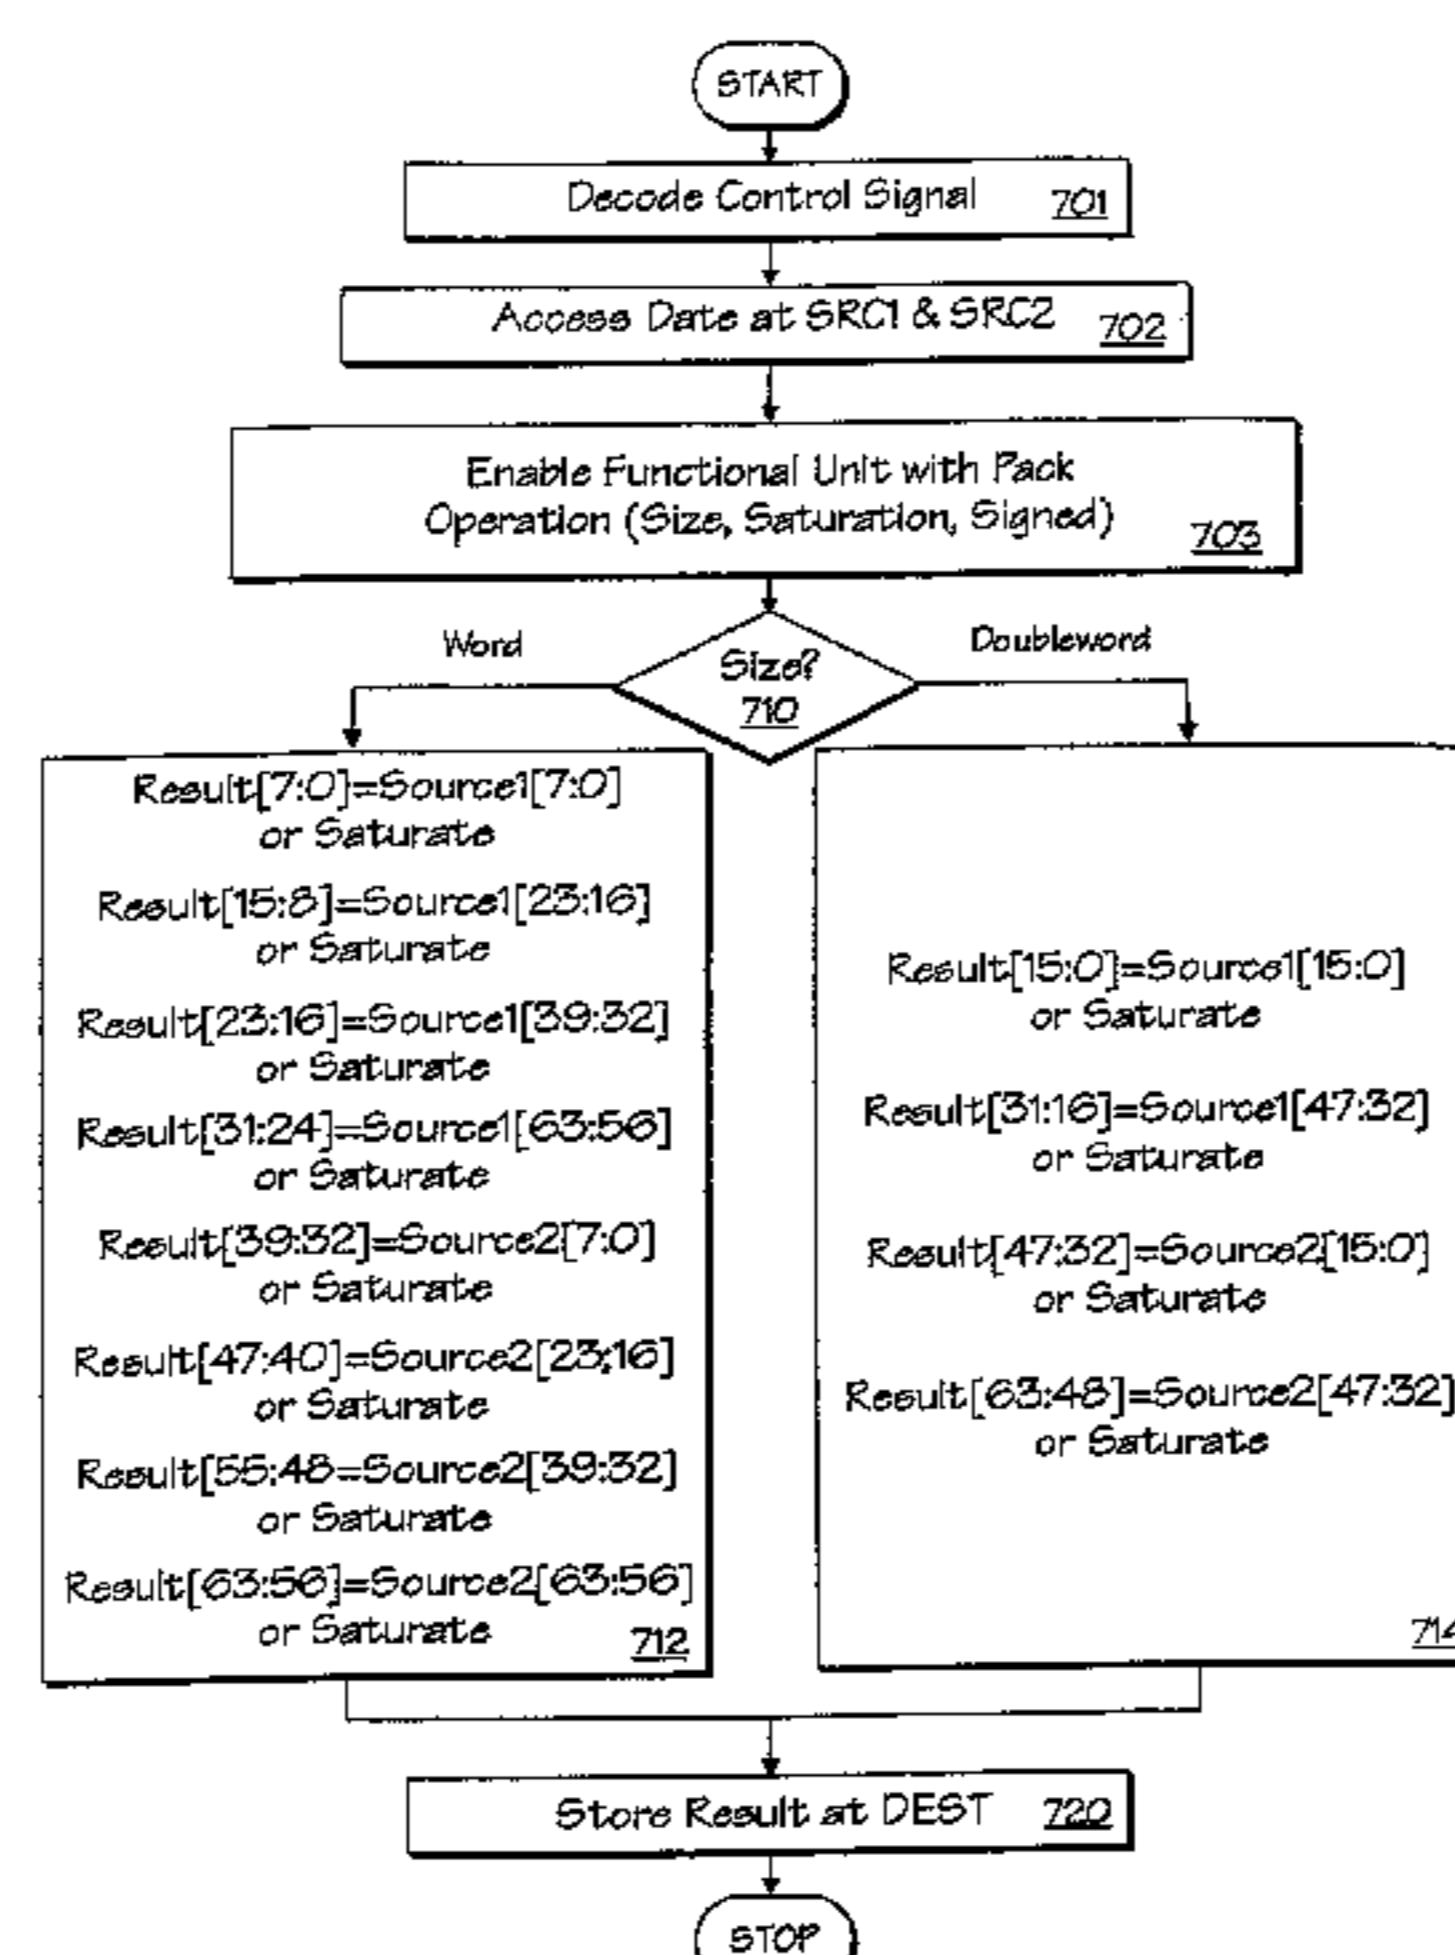 START
Decode Control Signal 701
Access Date at SRC1 & SRC2 702
Enable Functional Unit with Pack
Operation (Size, Saturation, Signed)
703
Word
Doubleword
Size?
710
Result[7:0]=Source1[7:0]
or Saturate
Result[15:8]=Source1[23:16]
or Saturate
Result[23:16]=Source1[39:32]
or Saturate
Result[31:24]=Source1[63:56]
or Saturate
Result[39:32]=Source2[7:0]
or Saturate
Result[47:40]=Source2[23:16]
or Saturate
Result[55:48=Source2[39:32]
or Saturate
Result[63:56]=Source2[63:56]
or Saturate
712
Result[15:0]=Source1[15:0]
or Saturate
Result[31:16]=Source1[47:32]
or Saturate
Result[47:32]=Source2[15:0]
or Saturate
Result[63:48]=Source2[47:32]
or Saturate
714
Store Result at DEST 720
STOP